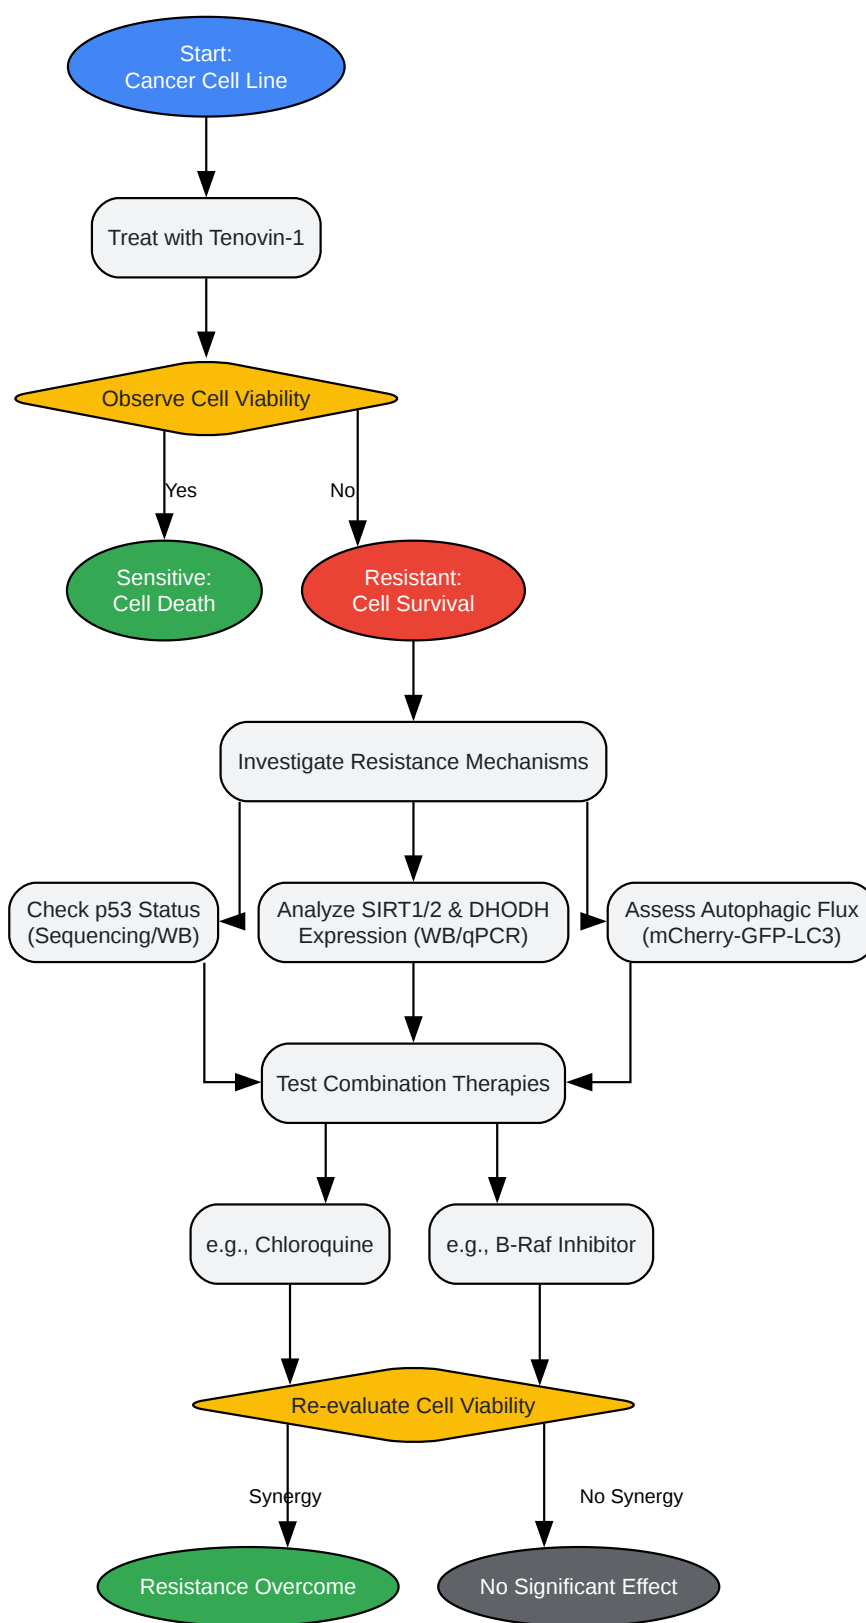 Start:
Cancer Cell Line
Treat with Tenovin-1
Observe Cell Viability
Yes
No
Sensitive:
Cell Death
Resistant:
Cell Survival
Investigate Resistance Mechanisms
Check p53 Status
(Sequencing/WB)
Analyze SIRT1/2 & DHODH
Expression (WB/qPCR)
Assess Autophagic Flux
(mCherry-GFP-LC3)
Test Combination Therapies
e.g., Chloroquine
e.g., B-Raf Inhibitor
Re-evaluate Cell Viability
Synergy
No Synergy
Resistance Overcome
No Significant Effect